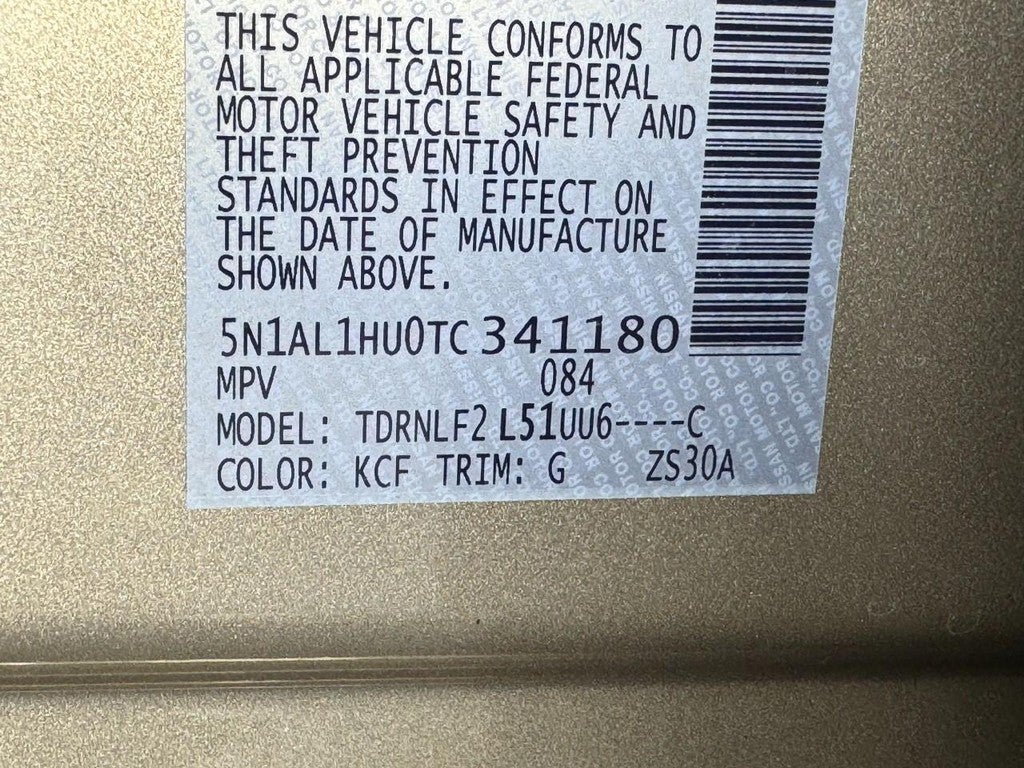 THIS VEHICLE CONFORMS TO
ALL APPLICABLE FEDERAL
MOTOR VEHICLE SAFETY AND
THEFT PREVENTION
STANDARDS IN EFFECT ON
THE DATE OF MANUFACTURE
SHOWN ABOVE.
5N1AL1HU0TC341180
MPV 084
MODEL: TDRNLF2 L51UU6----C
COLOR: KCF TRIM: G ZS30A